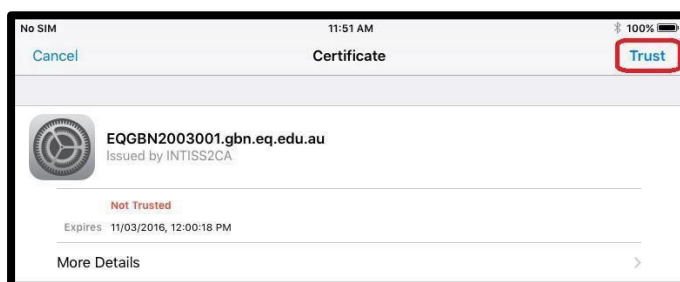 No SIM 11:51 AM 100%
Cancel Certificate Trust
EQGBN2003001.gbn.eq.edu.au
Issued by INTISS2CA
Not Trusted
Expires 11/03/2016, 12:00:18 PM
More Details